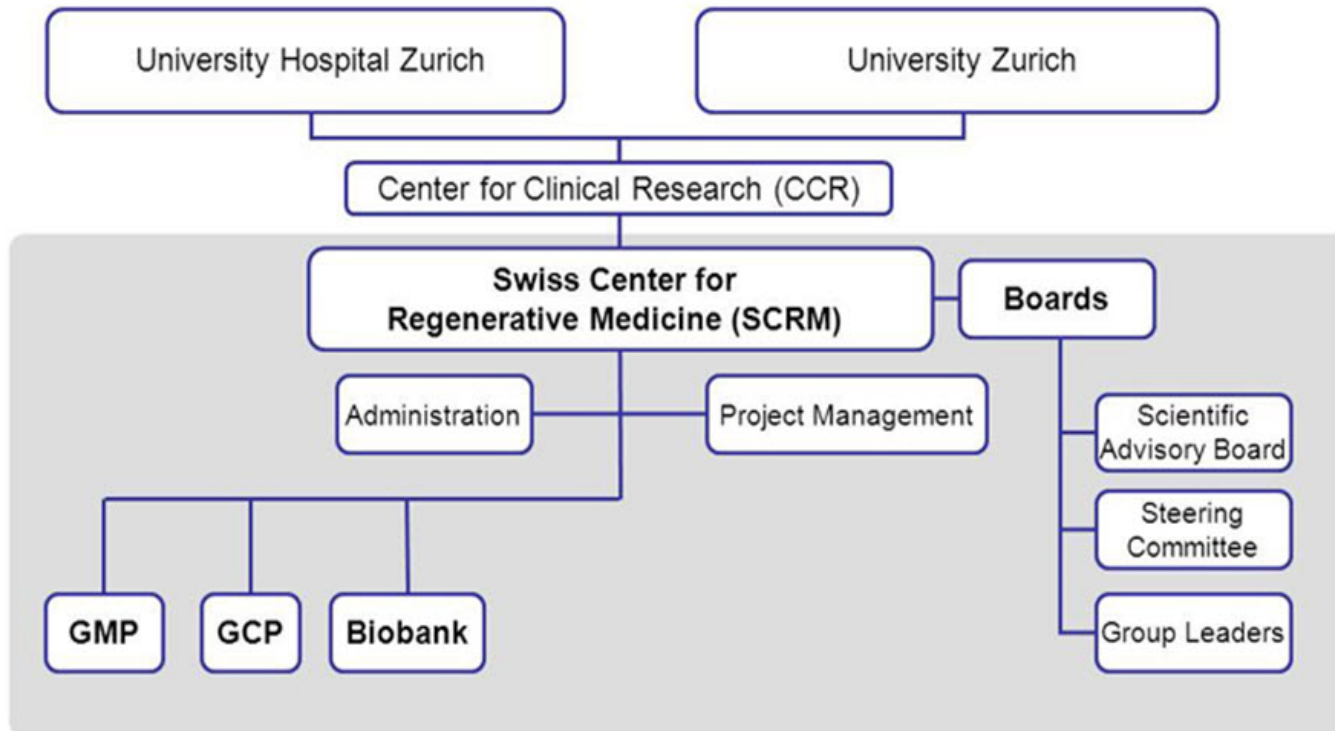 University Hospital Zurich
University Zurich
Center for Clinical Research (CCR)
Swiss Center for
Regenerative Medicine (SCRM)
Boards
Administration
Project Management
Scientific
Advisory Board
Steering
Committee
GMP
GCP
Biobank
Group Leaders